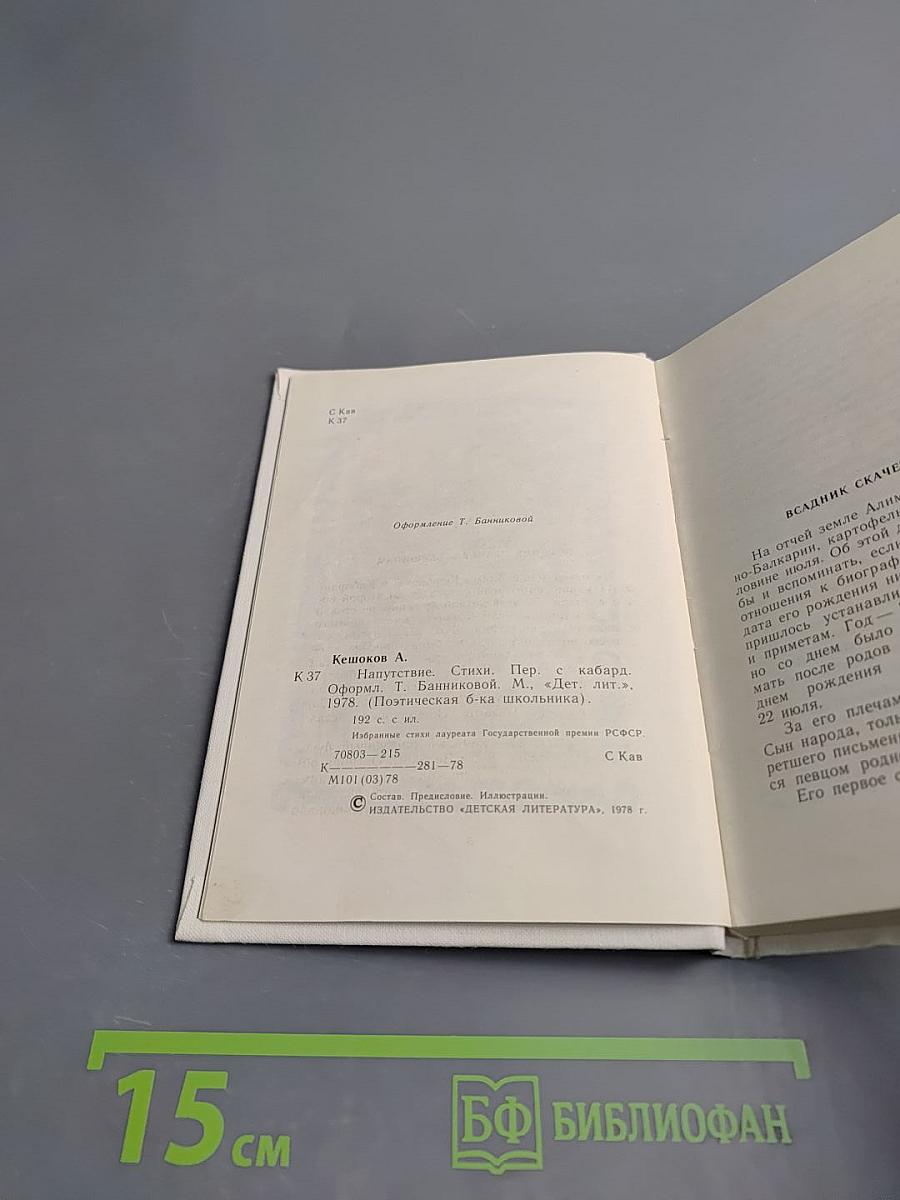 С Кав
К 37
Оформление Т. Банниковой
Кешоков А.
К 37 Напутствие. Стихи. Пер. с кабард.
Оформл. Т. Банниковой. М., «Дет. лит.»,
1978. (Поэтическая б-ка школьника).
192 с. с ил.
Избранные стихи лауреата Государственной премии РСФСР.
70803—215
К——————281—78 С Кав
М101(03)78
© Состав. Предисловие. Иллюстрации.
ИЗДАТЕЛЬСТВО «ДЕТСКАЯ ЛИТЕРАТУРА», 1978 г.
ВСАДНИК СКАЧЕ
На отчей земле Алим
но-Балкарии, картофель
ловине июля. Об этой д
бы и вспоминать, если
отношения к биограф
дата его рождения ни
пришлось устанавли
и приметам. Год —
но со днем было
мать после родов
днем рождения
22 июля.
За его плечам
Сын народа, толь
ретшего письмен
ся певцом родн
Его первое с
15 см
БФ БИБЛИОФАН